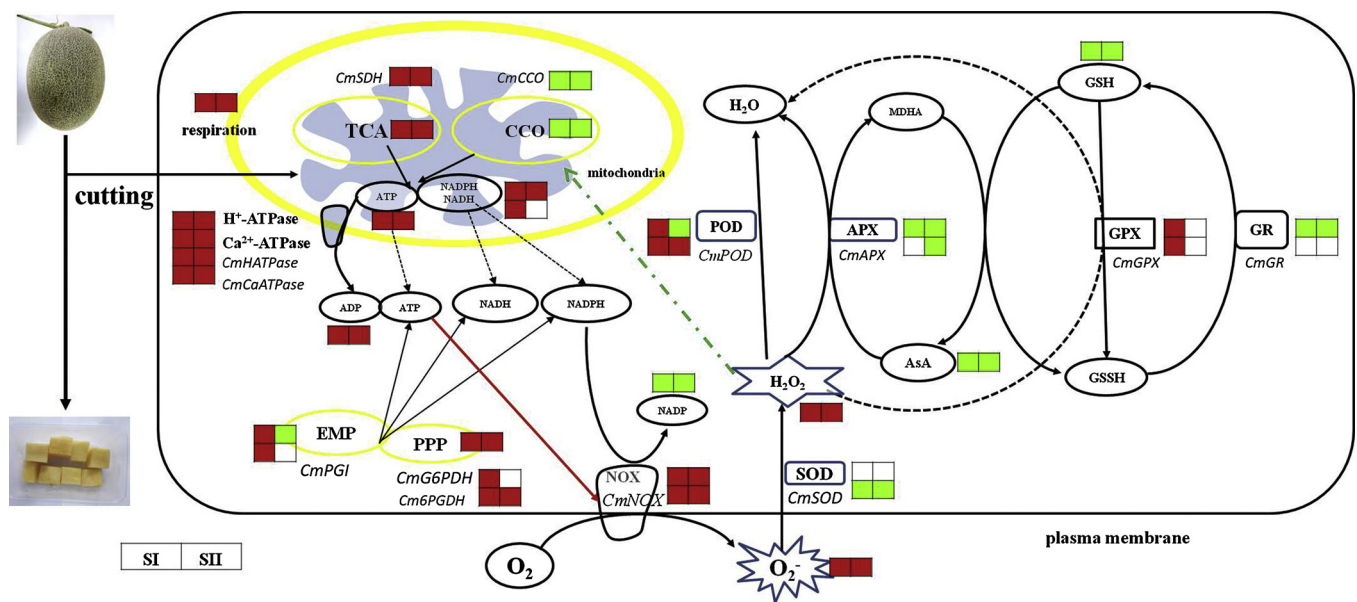 CmSDH
CmCCO
GSH
respiration
TCA
CCO
H₂O
MDHA
mitochondria
cutting
ATP
NADPH
NADH
H⁺-ATPase
Ca²⁺-ATPase
CmHATPase
CmCaATPase
POD
CmPOD
APX
CmAPX
GPX
CmGPX
GR
CmGR
ADP
ATP
NADH
NADPH
H₂O₂
AsA
GSSH
NADP
EMP
CmPGI
PPP
CmG6PDH
Cm6PGDH
NOX
CmNOX
SOD
CmSOD
plasma membrane
SI SII
O₂
O₂⁻